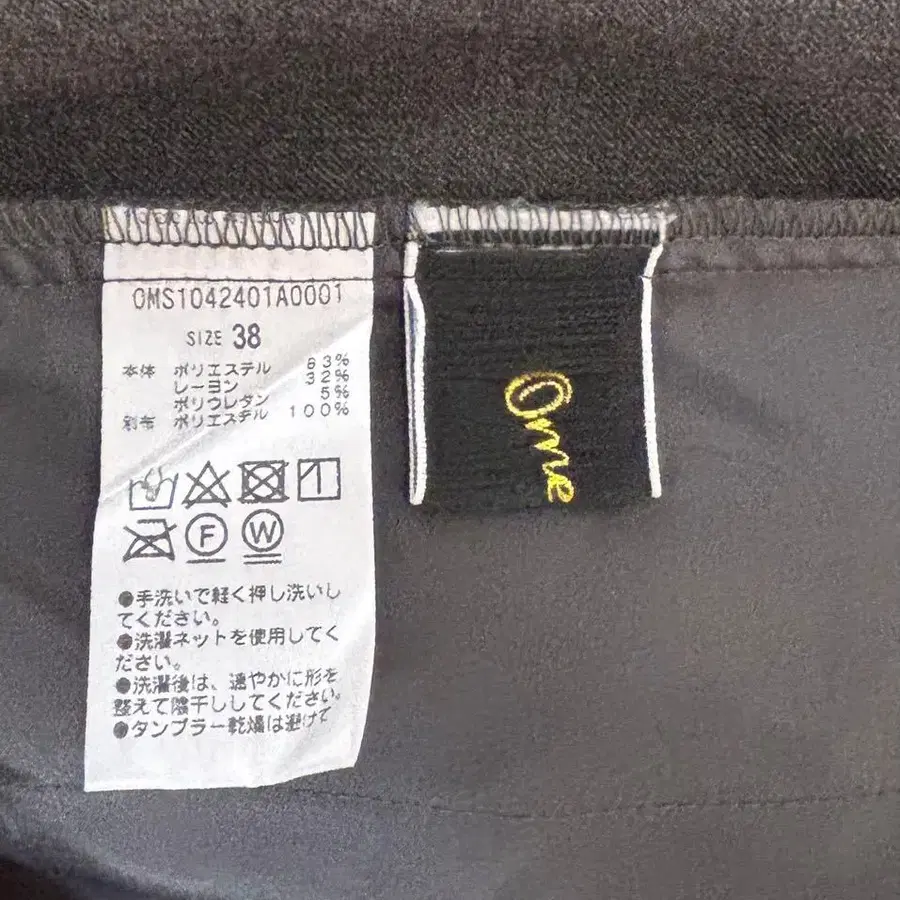 OMS1042401A0001
SIZE 38
本体 ポリエステル 63%
レーヨン 32%
ポリウレタン 5%
別布 ポリエステル 100%
1
F W
●手洗いで軽く押し洗いし
てください。
●洗濯ネットを使用してく
ださい。
●洗濯後は、速やかに形を
整えて陰干ししてください。
●タンブラー乾燥は避けて
Omne